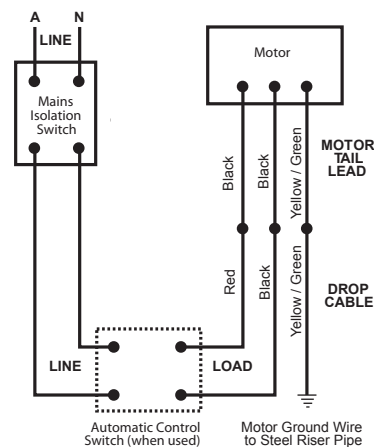 A N
LINE
Mains
Isolation
Switch
Motor
Black
Black
Yellow / Green
MOTOR
TAIL
LEAD
Red
Black
Yellow / Green
DROP
CABLE
LINE
LOAD
Automatic Control
Switch (when used)
Motor Ground Wire
to Steel Riser Pipe